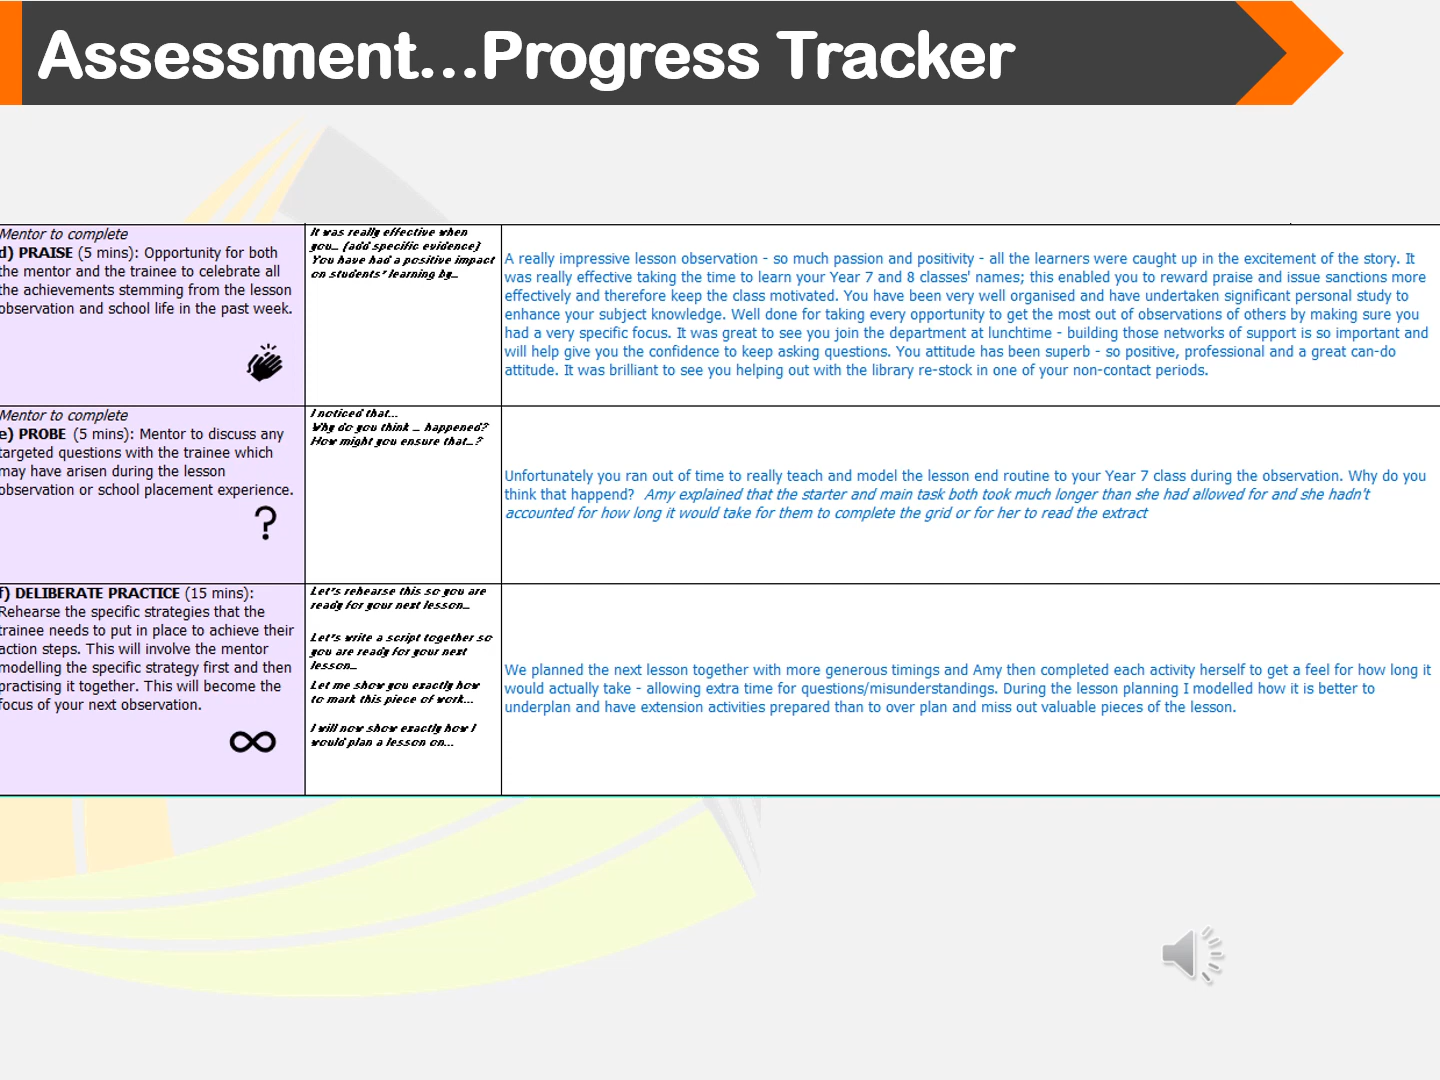 Assessment...Progress Tracker
Mentor to complete
d) PRAISE (5 mins): Opportunity for both
the mentor and the trainee to celebrate all
the achievements stemming from the lesson
observation and school life in the past week.
It was really effective when
you... (add specific evidence)
You have had a positive impact
on students' learning by...
A really impressive lesson observation - so much passion and positivity - all the learners were caught up in the excitement of the story. It
was really effective taking the time to learn your Year 7 and 8 classes' names; this enabled you to reward praise and issue sanctions more
effectively and therefore keep the class motivated. You have been very well organised and have undertaken significant personal study to
enhance your subject knowledge. Well done for taking every opportunity to get the most out of observations of others by making sure you
had a very specific focus. It was great to see you join the department at lunchtime - building those networks of support is so important and
will help give you the confidence to keep asking questions. You attitude has been superb - so positive, professional and a great can-do
attitude. It was brilliant to see you helping out with the library re-stock in one of your non-contact periods.
Mentor to complete
e) PROBE (5 mins): Mentor to discuss any
targeted questions with the trainee which
may have arisen during the lesson
observation or school placement experience.
?
I noticed that...
Why do you think ... happened?
How might you ensure that...?
Unfortunately you ran out of time to really teach and model the lesson end routine to your Year 7 class during the observation. Why do you
think that happend? Amy explained that the starter and main task both took much longer than she had allowed for and she hadn't
accounted for how long it would take for them to complete the grid or for her to read the extract
f) DELIBERATE PRACTICE (15 mins):
Rehearse the specific strategies that the
trainee needs to put in place to achieve their
action steps. This will involve the mentor
modelling the specific strategy first and then
practising it together. This will become the
focus of your next observation.
Let's rehearse this so you are
ready for your next lesson...
Let's write a script together so
you are ready for your next
lesson...
Let me show you exactly how
to mark this piece of work...
I will now show exactly how I
would plan a lesson on...
We planned the next lesson together with more generous timings and Amy then completed each activity herself to get a feel for how long it
would actually take - allowing extra time for questions/misunderstandings. During the lesson planning I modelled how it is better to
underplan and have extension activities prepared than to over plan and miss out valuable pieces of the lesson.